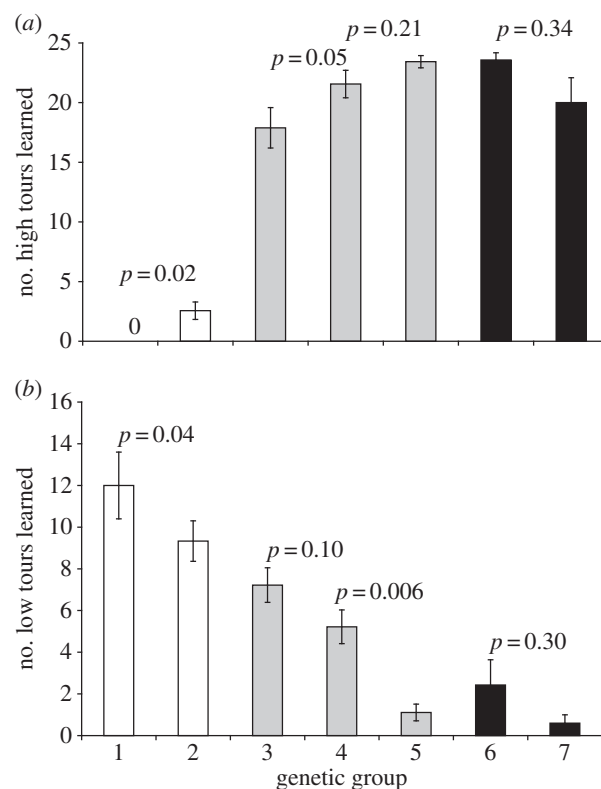 (a)
no. high tours learned
25
20
15
10
5
0
p = 0.02
0
p = 0.05
p = 0.21
p = 0.34
(b)
no. low tours learned
16
14
12
10
8
6
4
2
0
p = 0.04
p = 0.10
p = 0.006
p = 0.30
1 2 3 4 5 6 7
genetic group